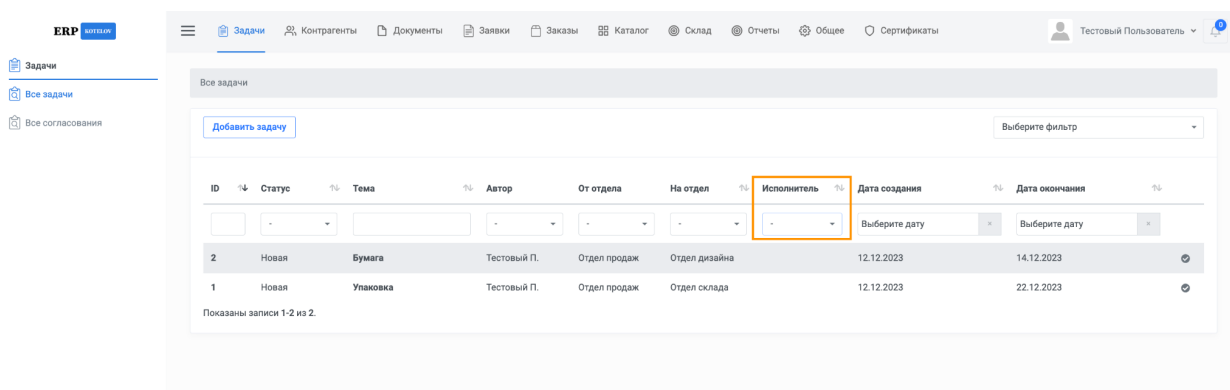 ERP KOTELOV
Задачи Контрагенты Документы Заявки Заказы Каталог Склад Отчеты Общее Сертификаты Тестовый Пользователь 0
Задачи
Все задачи
Все согласования
Все задачи
Добавить задачу Выберите фильтр
ID Статус Тема Автор От отдела На отдел Исполнитель Дата создания Дата окончания
- - - - - Выберите дату × Выберите дату ×
2 Новая Бумага Тестовый П. Отдел продаж Отдел дизайна 12.12.2023 14.12.2023
1 Новая Упаковка Тестовый П. Отдел продаж Отдел склада 12.12.2023 22.12.2023
Показаны записи 1-2 из 2.